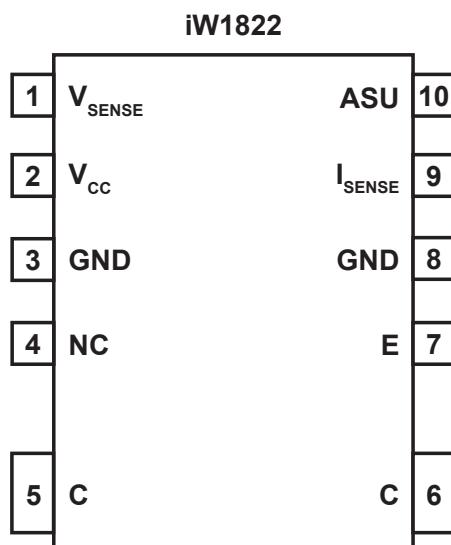 iW1822
1 VSENSE ASU 10
2 VCC ISENSE 9
3 GND GND 8
4 NC E 7
5 C C 6